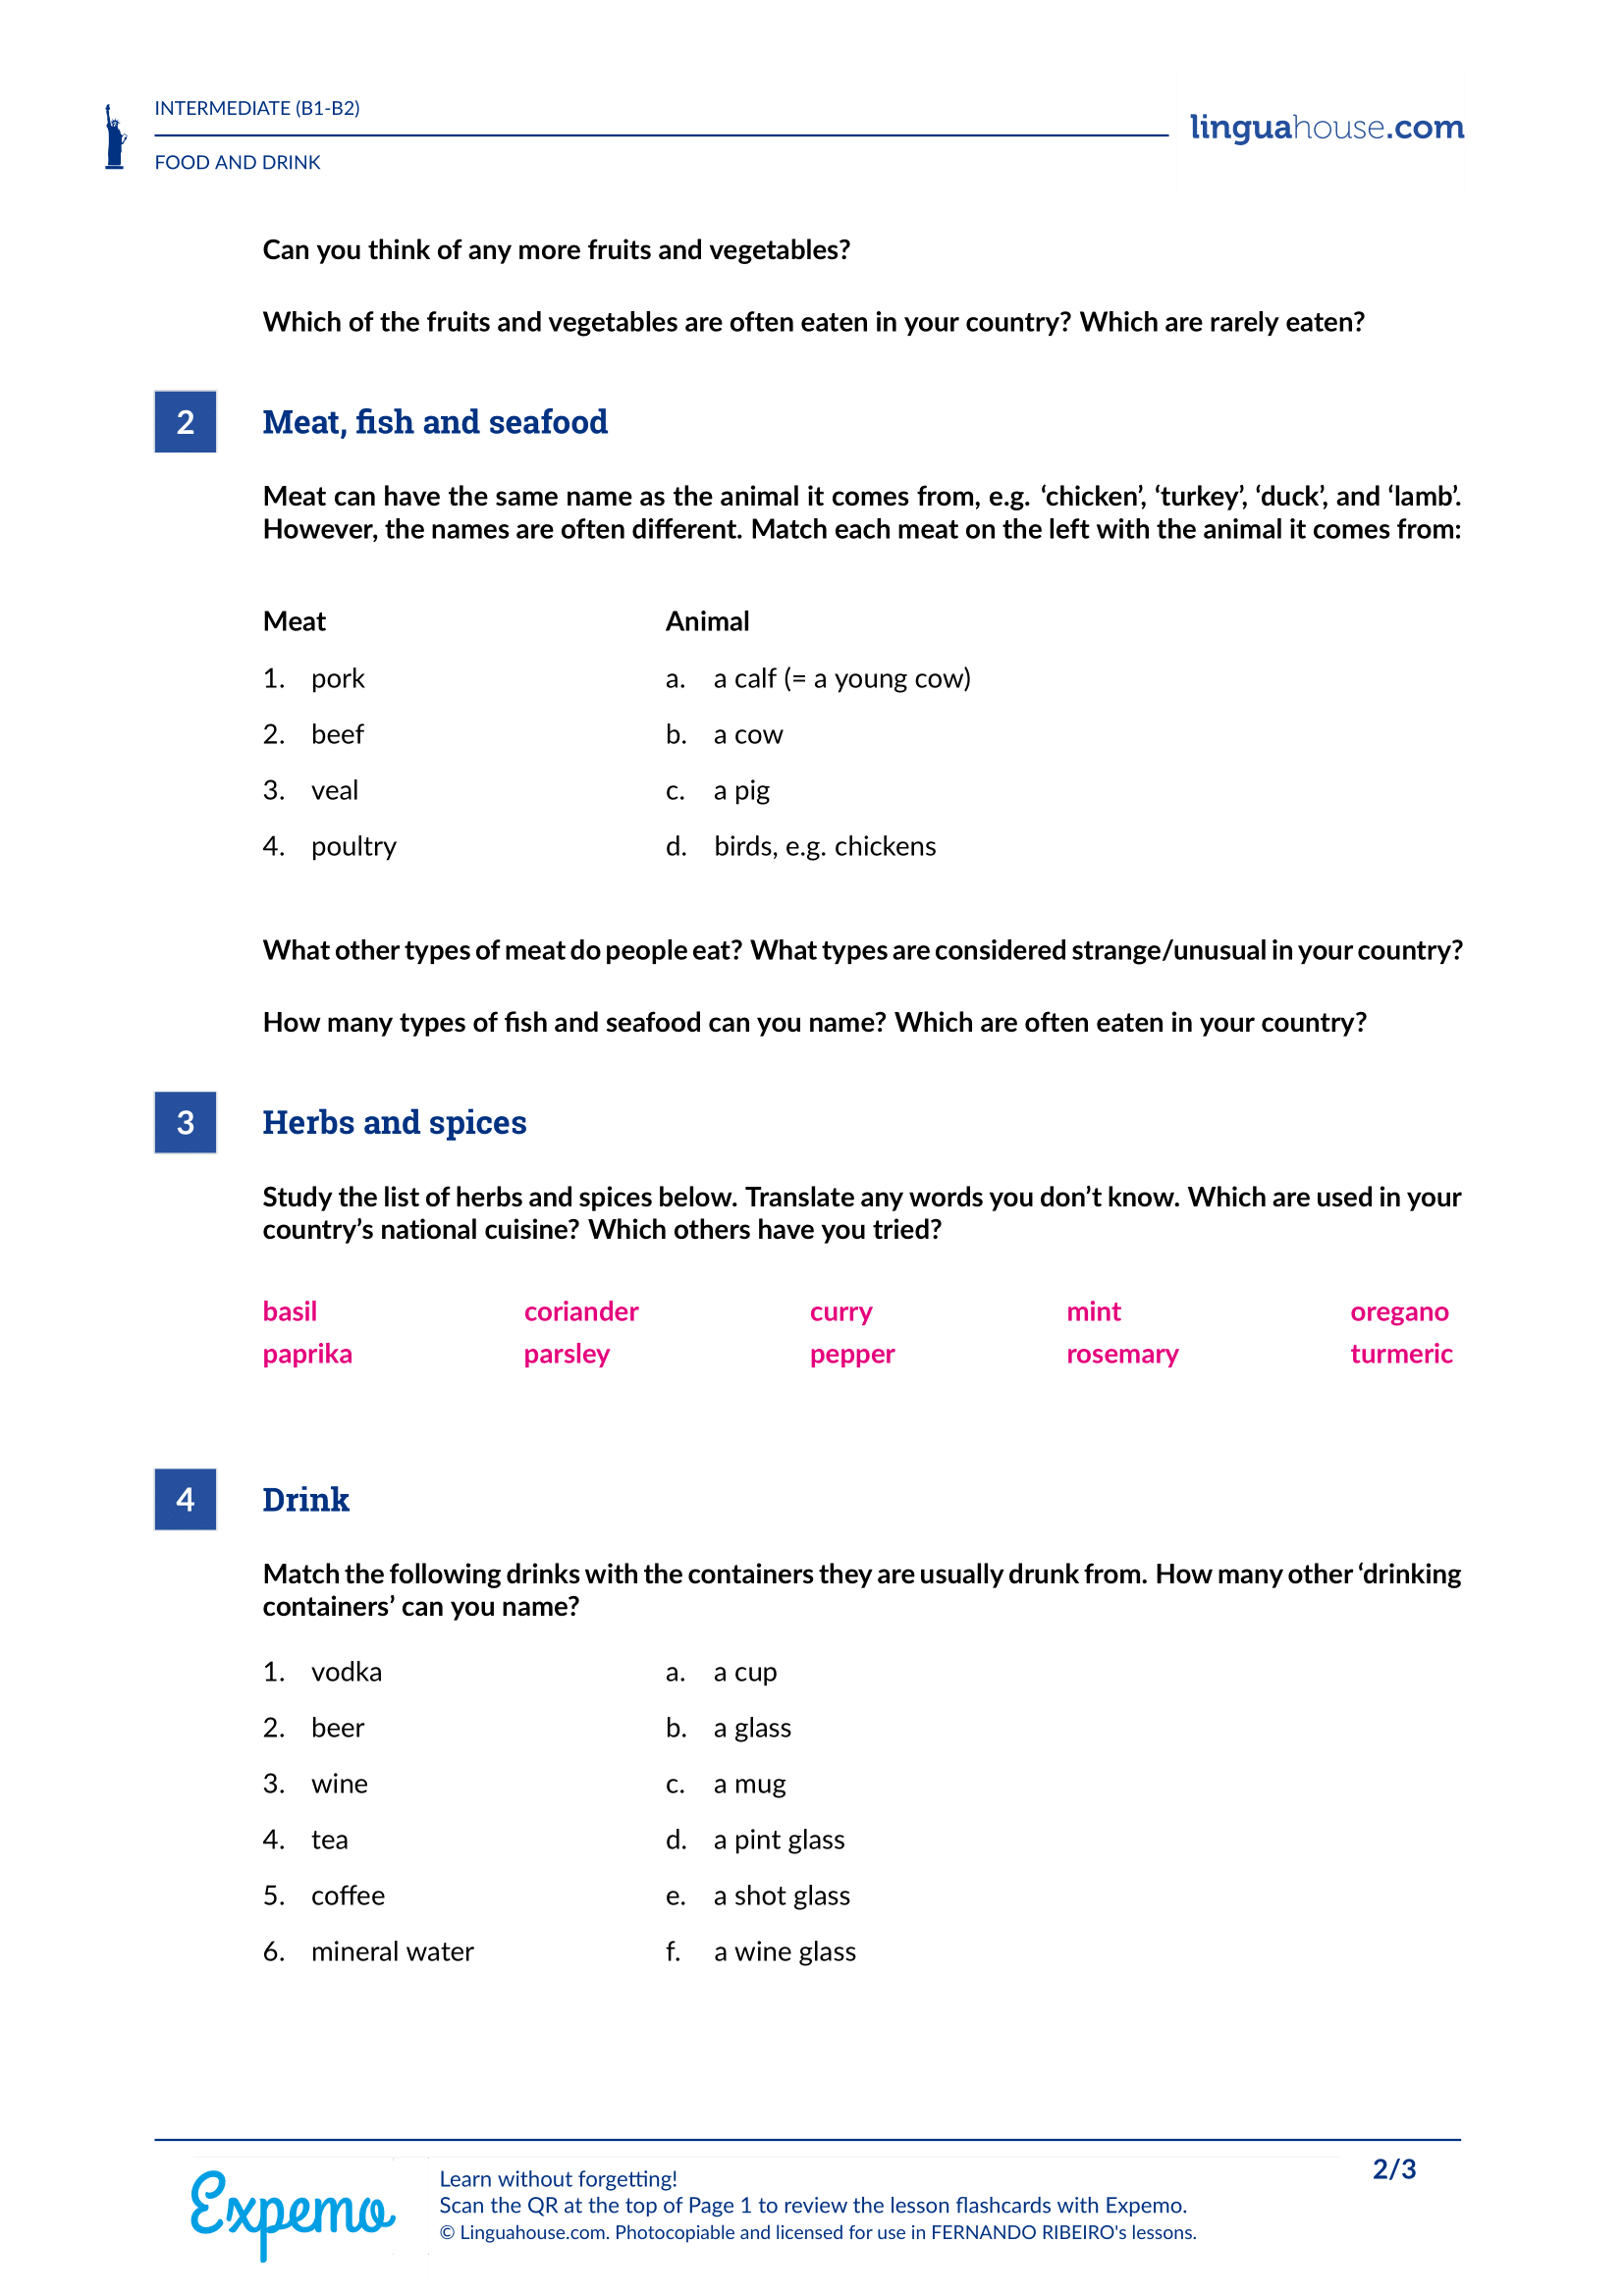 INTERMEDIATE (B1-B2)
linguahouse.com
FOOD AND DRINK
Can you think of any more fruits and vegetables?
Which of the fruits and vegetables are often eaten in your country? Which are rarely eaten?
2 Meat, fish and seafood
Meat can have the same name as the animal it comes from, e.g. ‘chicken’, ‘turkey’, ‘duck’, and ‘lamb’.
However, the names are often different. Match each meat on the left with the animal it comes from:
Meat Animal
1. pork a. a calf (= a young cow)
2. beef b. a cow
3. veal c. a pig
4. poultry d. birds, e.g. chickens
What other types of meat do people eat? What types are considered strange/unusual in your country?
How many types of fish and seafood can you name? Which are often eaten in your country?
3 Herbs and spices
Study the list of herbs and spices below. Translate any words you don’t know. Which are used in your
country’s national cuisine? Which others have you tried?
basil coriander curry mint oregano
paprika parsley pepper rosemary turmeric
4 Drink
Match the following drinks with the containers they are usually drunk from. How many other ‘drinking
containers’ can you name?
1. vodka a. a cup
2. beer b. a glass
3. wine c. a mug
4. tea d. a pint glass
5. coffee e. a shot glass
6. mineral water f. a wine glass
2/3
Expemo
Learn without forgetting!
Scan the QR at the top of Page 1 to review the lesson flashcards with Expemo.
© Linguahouse.com. Photocopiable and licensed for use in FERNANDO RIBEIRO's lessons.